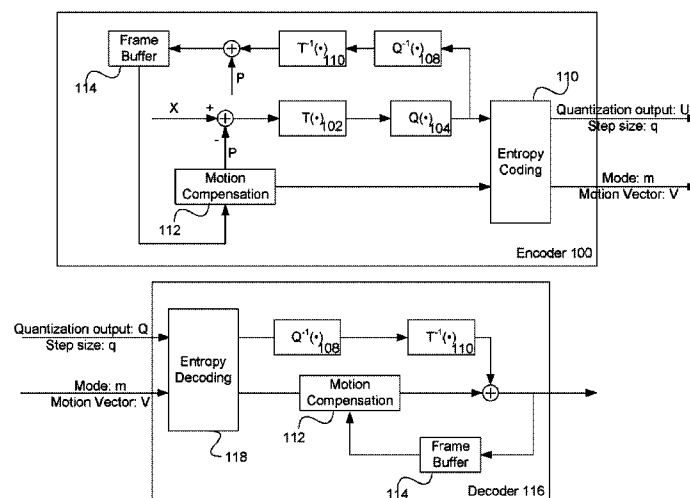 Frame
Buffer
114
T⁻¹(•)110
Q⁻¹(•)108
P
110
X
+
T(•)102
Q(•)104
Quantization output: U
Step size: q
-
P
Entropy
Coding
Motion
Compensation
112
Mode: m
Motion Vector: V
Encoder 100
Quantization output: Q
Step size: q
Q⁻¹(•)108
T⁻¹(•)110
Entropy
Decoding
Mode: m
Motion Vector: V
Motion
Compensation
112
118
Frame
Buffer
114
Decoder 116